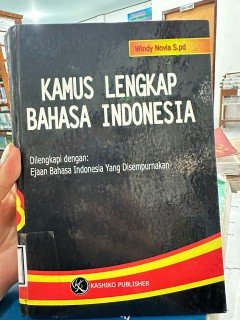 Windy Novia S.pd
KAMUS LENGKAP
BAHASA INDONESIA
Dilengkapi dengan:
Ejaan Bahasa Indonesia Yang Disempurnakan
KASHIKO PUBLISHER